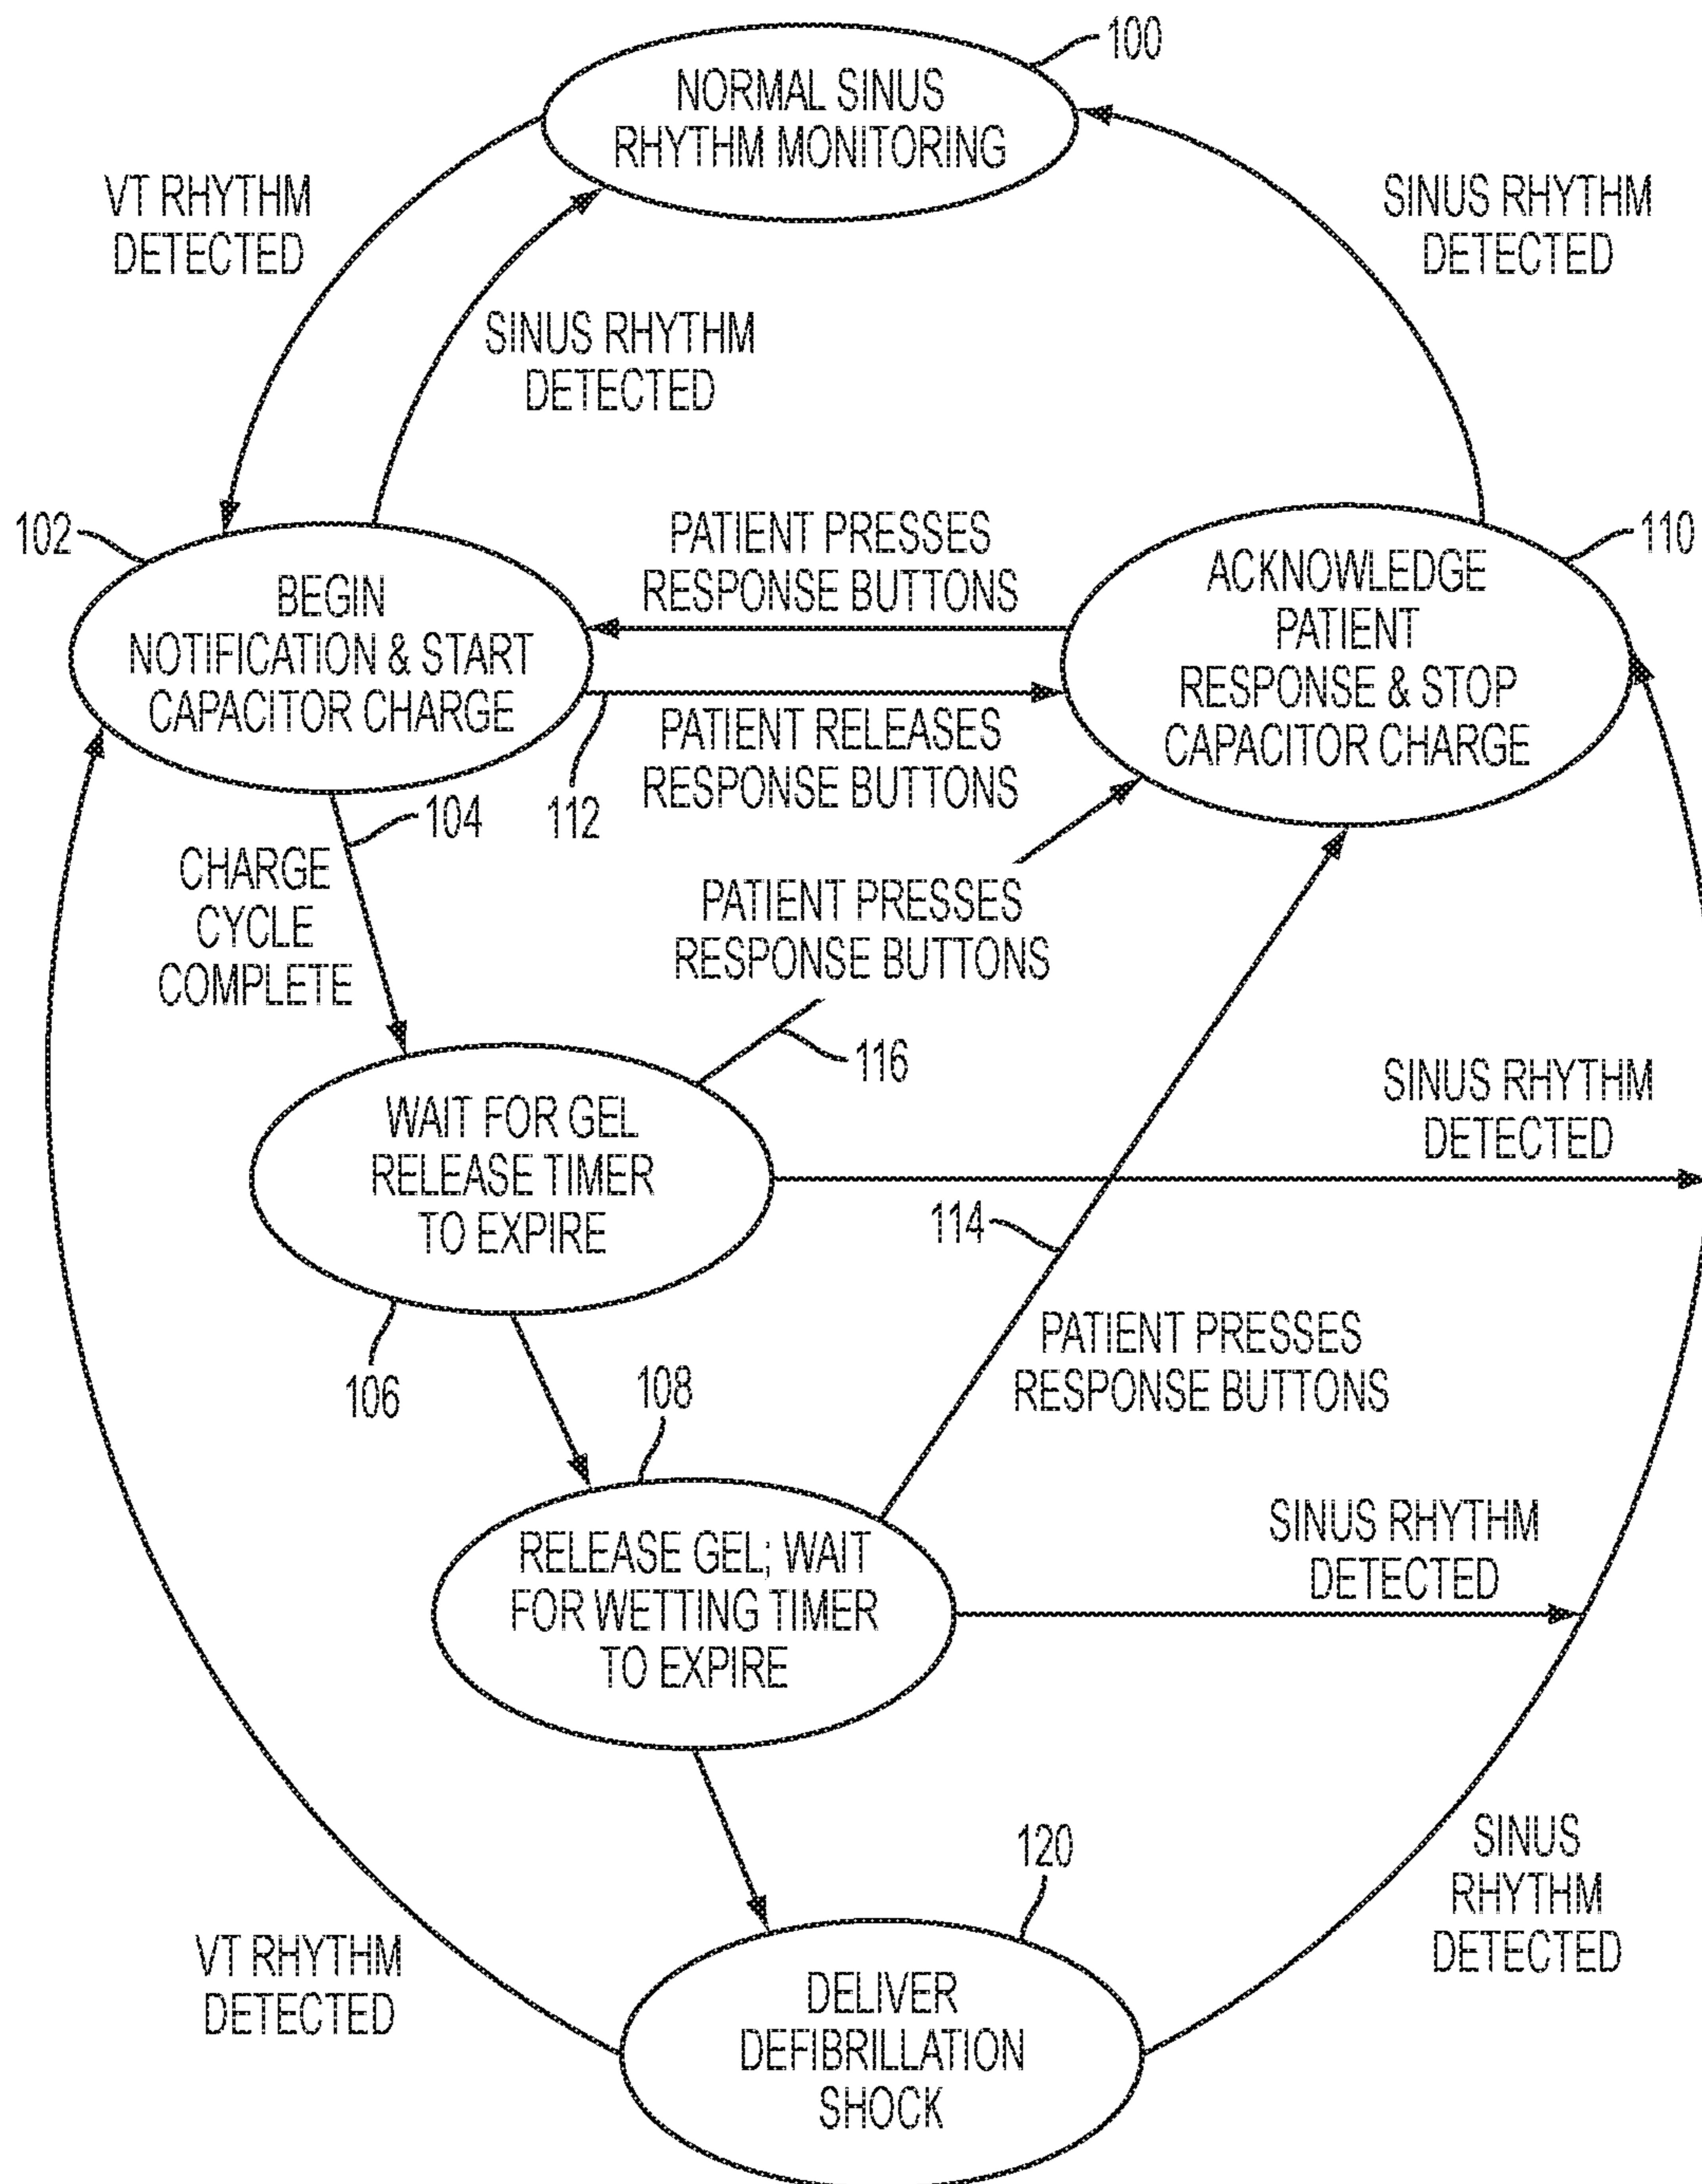 100
NORMAL SINUS
RHYTHM MONITORING
VT RHYTHM
DETECTED
SINUS RHYTHM
DETECTED
SINUS RHYTHM
DETECTED
102
BEGIN
NOTIFICATION & START
CAPACITOR CHARGE
PATIENT PRESSES
RESPONSE BUTTONS
110
ACKNOWLEDGE
PATIENT
RESPONSE & STOP
CAPACITOR CHARGE
112
PATIENT RELEASES
RESPONSE BUTTONS
104
CHARGE
CYCLE
COMPLETE
PATIENT PRESSES
RESPONSE BUTTONS
116
WAIT FOR GEL
RELEASE TIMER
TO EXPIRE
106
SINUS RHYTHM
DETECTED
114
PATIENT PRESSES
RESPONSE BUTTONS
108
RELEASE GEL; WAIT
FOR WETTING TIMER
TO EXPIRE
SINUS RHYTHM
DETECTED
120
DELIVER
DEFIBRILLATION
SHOCK
VT RHYTHM
DETECTED
SINUS
RHYTHM
DETECTED